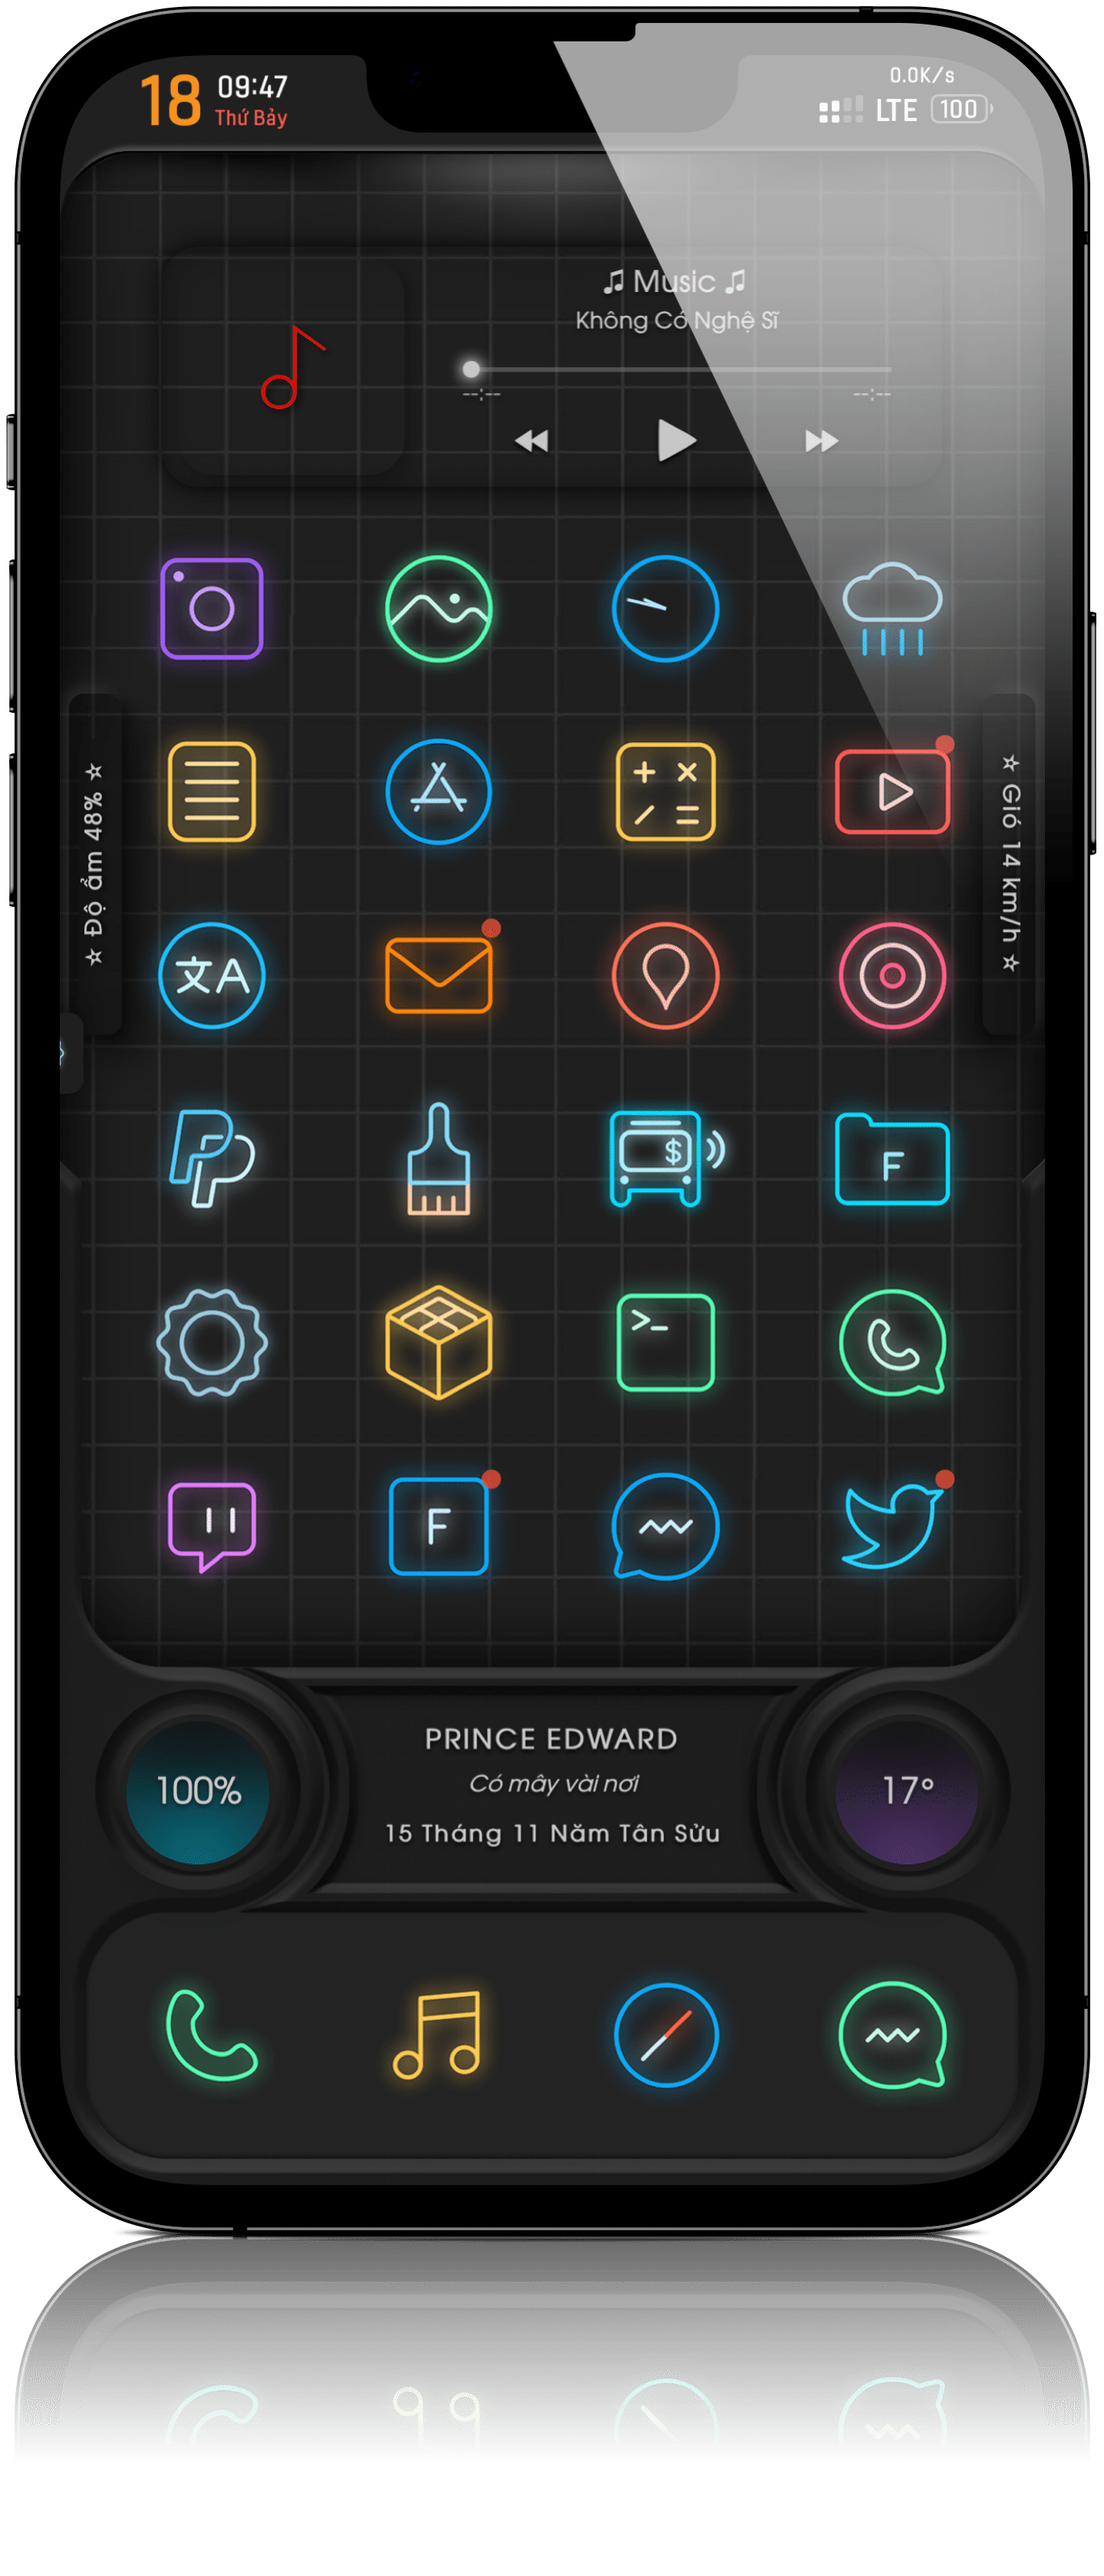 18
09:47
Thứ Bảy
0.0K/s
LTE
100
♫ Music ♫
Không Có Nghệ Sĩ
--:--
--:--
☆ Độ ẩm 48% ☆
☆ Gió 14 km/h ☆
文A
$
F
>_
F
100%
PRINCE EDWARD
Có mây vài nơi
15 Tháng 11 Năm Tân Sửu
17°